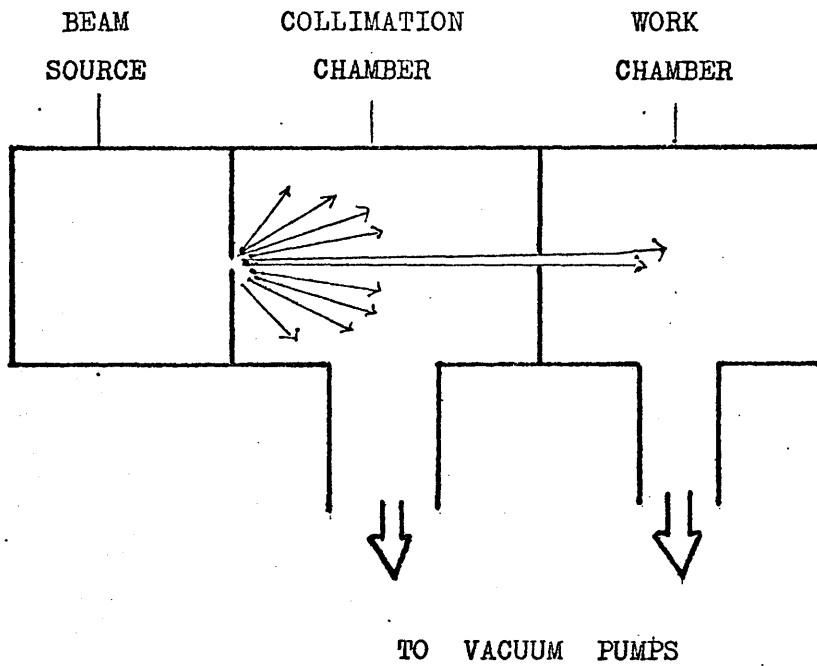 BEAM SOURCE
COLLIMATION CHAMBER
WORK CHAMBER
TO VACUUM PUMPS